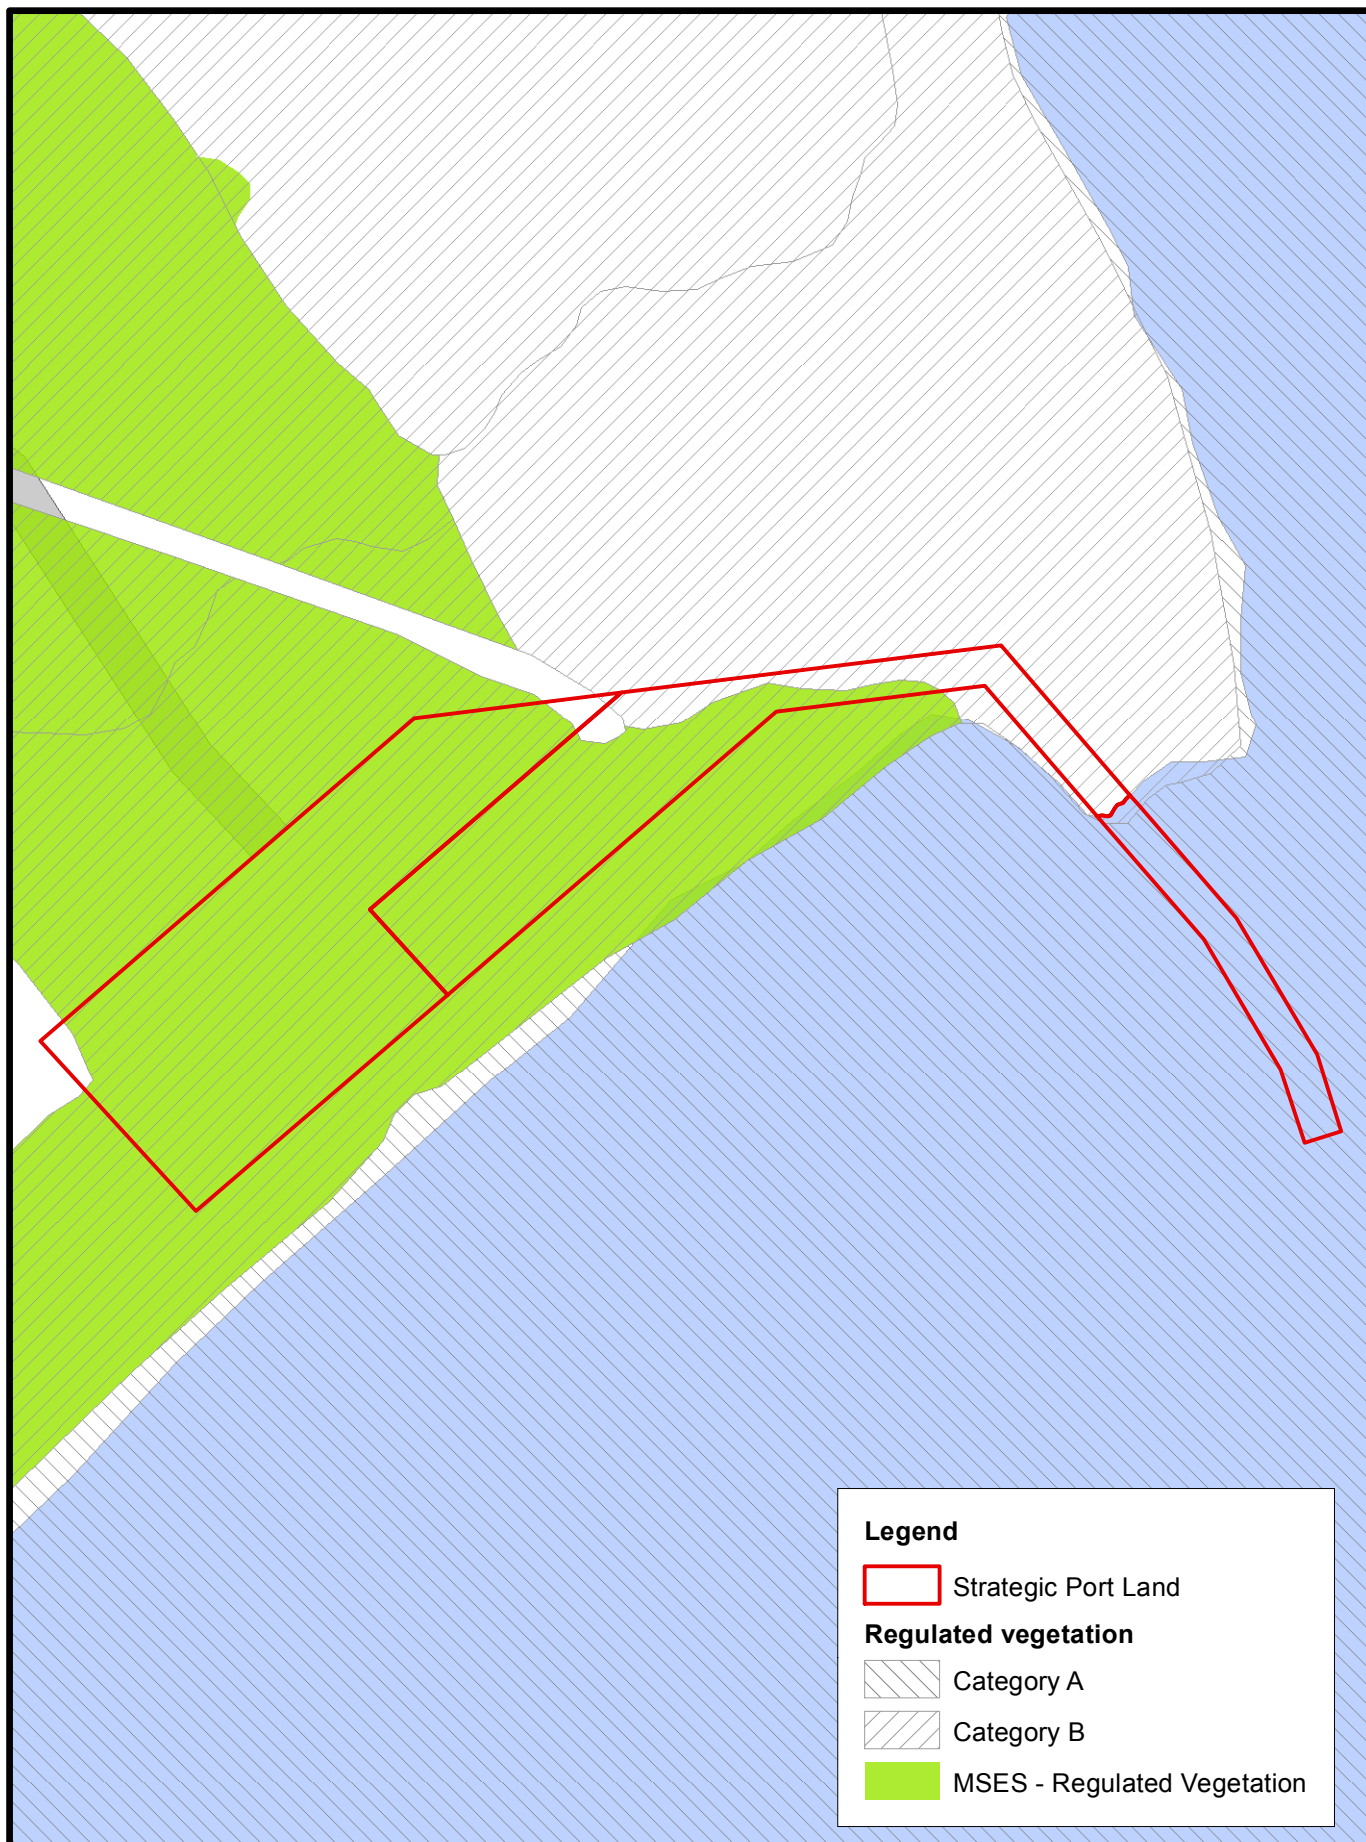 Legend
Strategic Port Land
Regulated vegetation
Category A
Category B
MSES - Regulated Vegetation